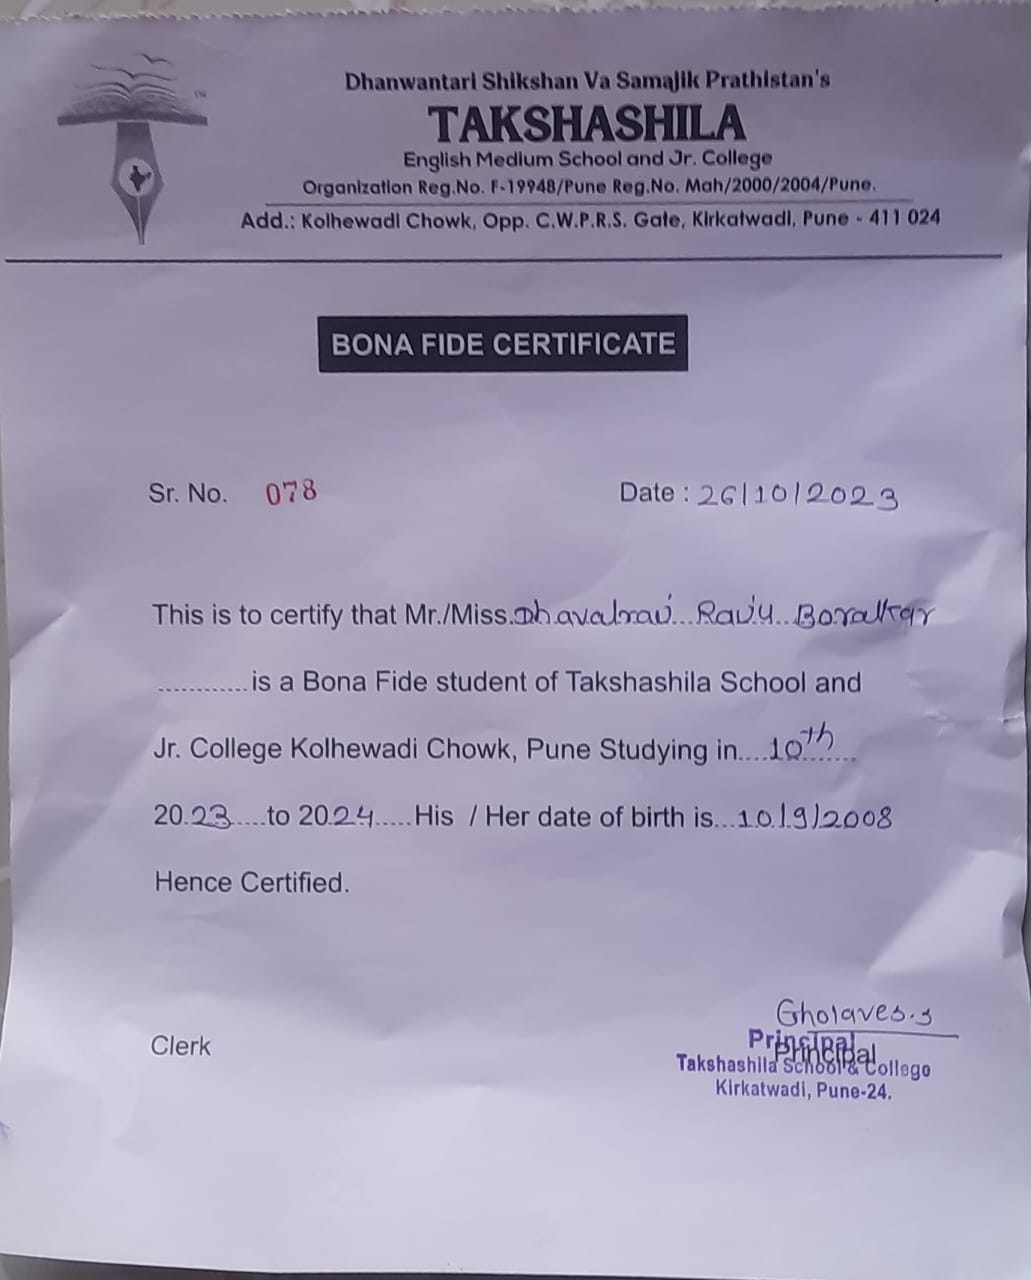 Dhanwantari Shikshan Va Samajik Prathistan's
TAKSHASHILA
English Medium School and Jr. College
Organization Reg.No. F-19948/Pune Reg.No. Mah/2000/2004/Pune.
Add.: Kolhewadi Chowk, Opp. C.W.P.R.S. Gate, Kirkatwadi, Pune - 411 024
BONA FIDE CERTIFICATE
Sr. No. 078 Date : 26/10/2023
This is to certify that Mr./Miss. Ravi Boralkar
............is a Bona Fide student of Takshashila School and
Jr. College Kolhewadi Chowk, Pune Studying in....10th......
20.23.....to 2024.....His / Her date of birth is...10/9/2008
Hence Certified.
Gholave s.s
Clerk
Principal
Principal
Takshashila School & College
Kirkatwadi, Pune-24.